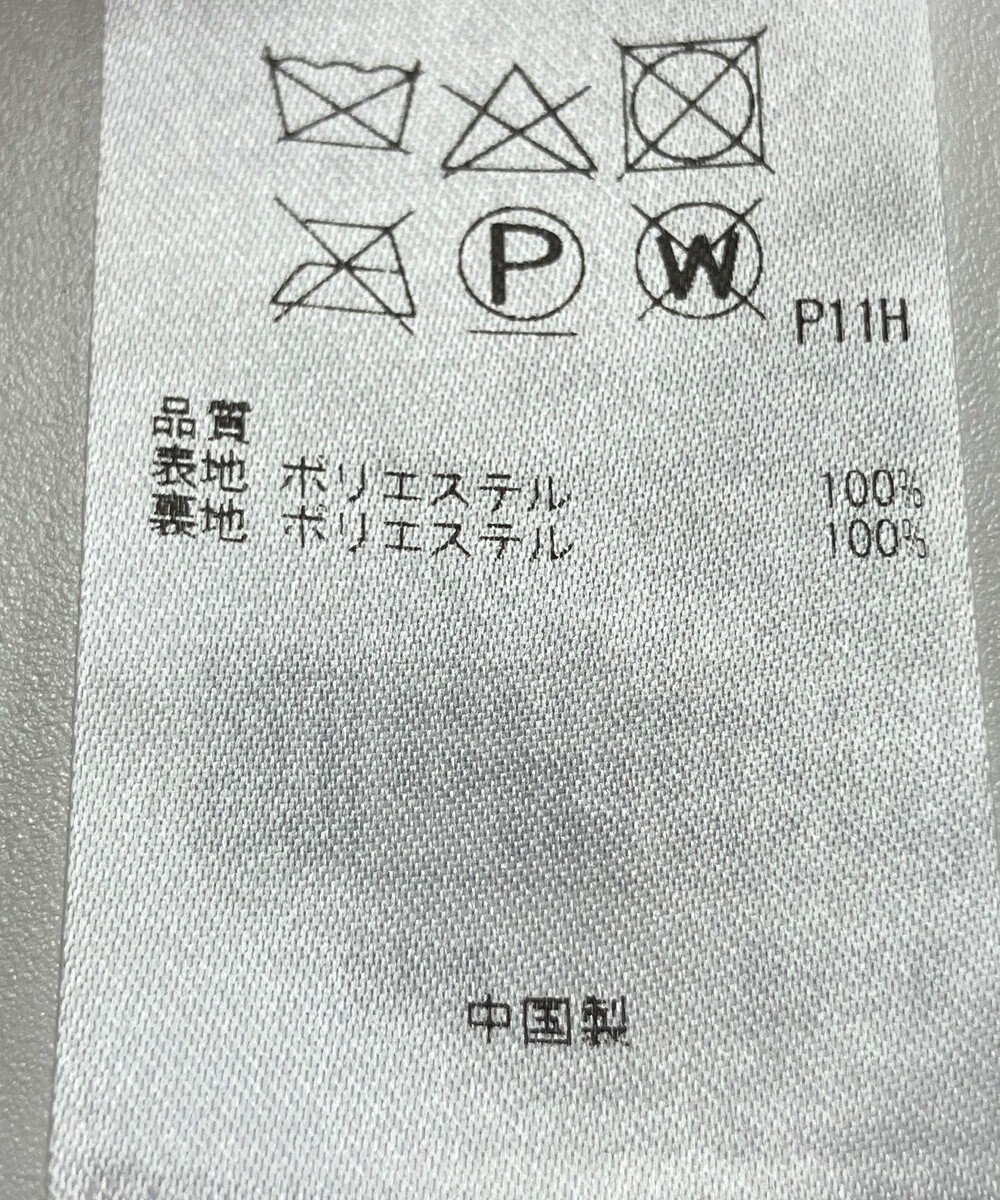 P W P11H
品質
表地 ポリエステル 100%
裏地 ポリエステル 100%
中国製